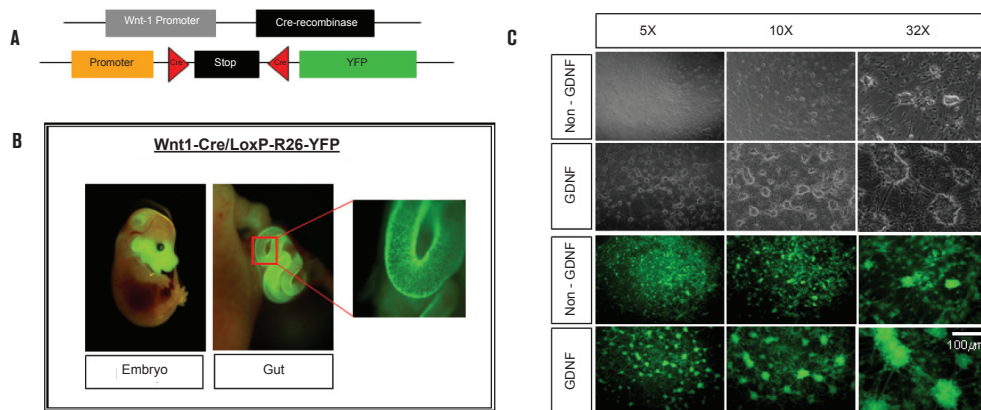 A
Wnt-1 Promoter
Cre-recombinase
Promoter
Cre
Stop
Cre
YFP
B
Wnt1-Cre/LoxP-R26-YFP
Embryo
Gut
C
5X
10X
32X
Non - GDNF
GDNF
Non - GDNF
GDNF
100μm